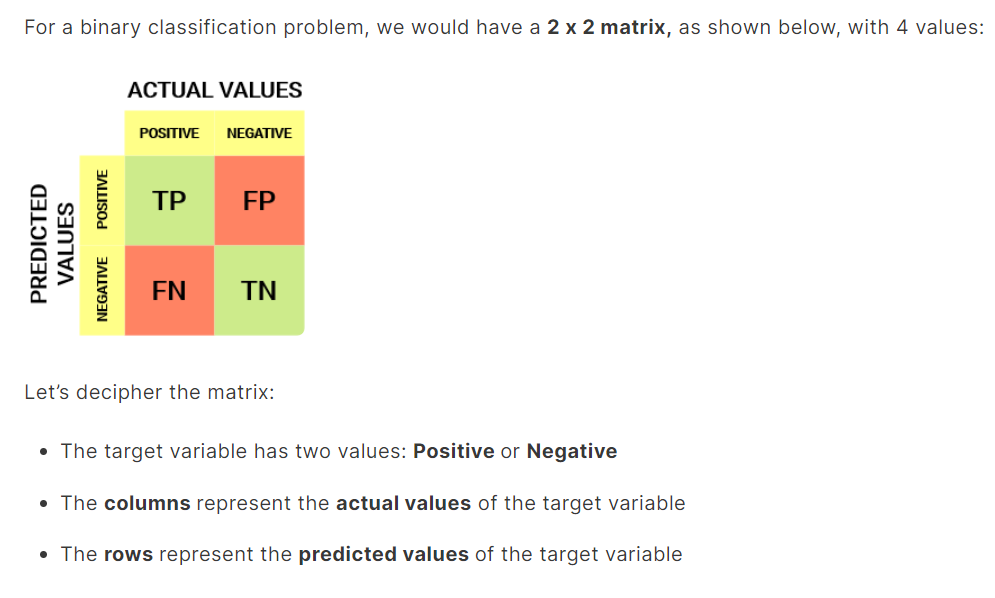 For a binary classification problem, we would have a 2 x 2 matrix, as shown below, with 4 values:
ACTUAL VALUES
POSITIVE NEGATIVE
PREDICTED
VALUES
POSITIVE
TP FP
NEGATIVE
FN TN
Let’s decipher the matrix:
• The target variable has two values: Positive or Negative
• The columns represent the actual values of the target variable
• The rows represent the predicted values of the target variable